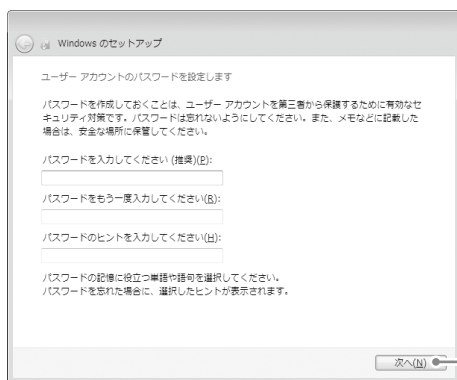 Windows のセットアップ
ユーザー アカウントのパスワードを設定します
パスワードを作成しておくことは、ユーザー アカウントを第三者から保護するために有効なセ
キュリティ対策です。パスワードは忘れないようにしてください。また、メモなどに記載した
場合は、安全な場所に保管してください。
パスワードを入力してください (推奨)(P):
パスワードをもう一度入力してください(R):
パスワードのヒントを入力してください(H):
パスワードの記憶に役立つ単語や語句を選択してください。
パスワードを忘れた場合に、選択したヒントが表示されます。
次へ(N)